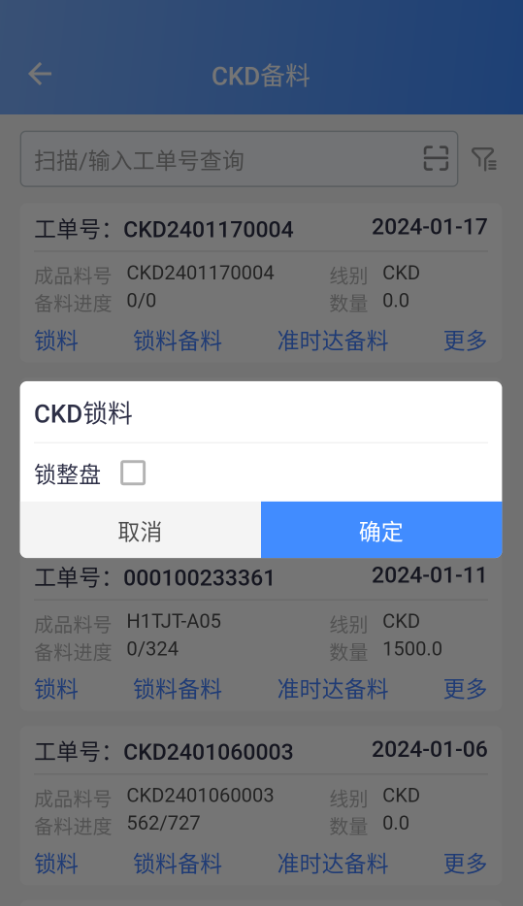 CKD备料
扫描/输入工单号查询
工单号：CKD2401170004 2024-01-17
成品料号 CKD2401170004 线别 CKD
备料进度 0/0 数量 0.0
锁料 锁料备料 准时达备料 更多
CKD锁料
锁整盘
取消 确定
工单号：000100233361 2024-01-11
成品料号 H1TJT-A05 线别 CKD
备料进度 0/324 数量 1500.0
锁料 锁料备料 准时达备料 更多
工单号：CKD2401060003 2024-01-06
成品料号 CKD2401060003 线别 CKD
备料进度 562/727 数量 0.0
锁料 锁料备料 准时达备料 更多